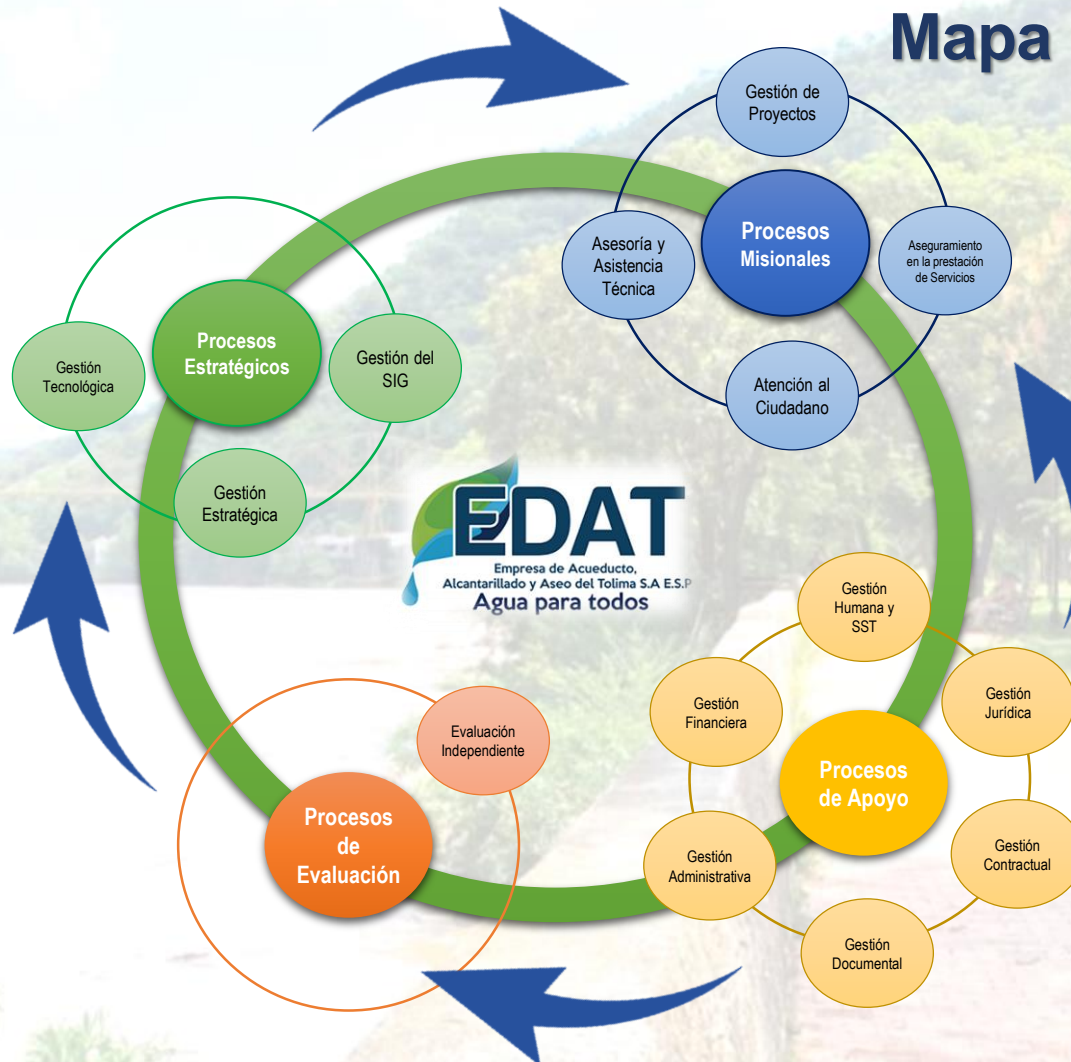 Mapa
Gestión de
Proyectos
Procesos
Misionales
Asesoría y
Asistencia
Técnica
Aseguramiento
en la prestación
de Servicios
Atención al
Ciudadano
Procesos
Estratégicos
Gestión
Tecnológica
Gestión del
SIG
Gestión
Estratégica
EDAT
Empresa de Acueducto,
Alcantarillado y Aseo del Tolima S.A E.S.P
Agua para todos
Gestión
Humana y
SST
Gestión
Financiera
Gestión
Jurídica
Procesos
de Apoyo
Gestión
Administrativa
Gestión
Contractual
Gestión
Documental
Evaluación
Independiente
Procesos
de
Evaluación